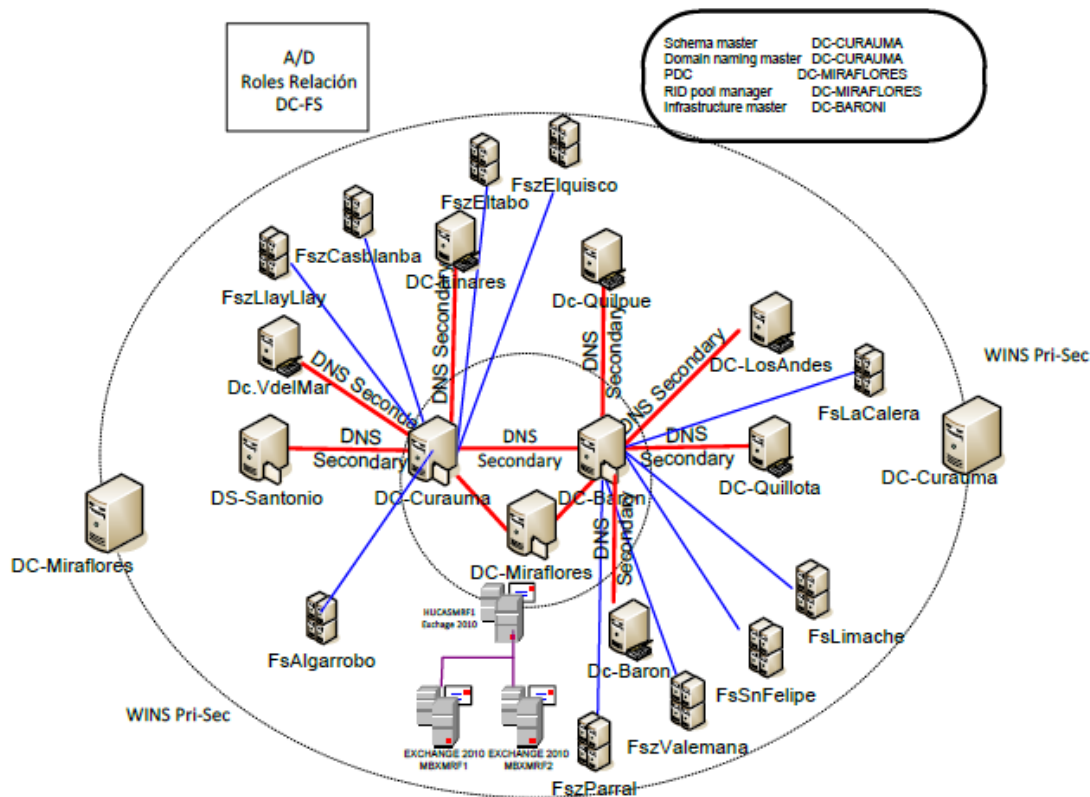 A/D
Roles Relación
DC-FS
Schema master DC-CURAUMA
Domain naming master DC-CURAUMA
PDC DC-MIRAFLORES
RID pool manager DC-MIRAFLORES
Infrastructure master DC-BARONI
FszElquisco
FszEltabo
FszCasblanba
DC-Linares
Dc-Quilpue
FszLlayLlay
DNS Secondary
DNS
Secondary
DNS Secondary
DC-LosAndes
WINS Pri-Sec
Dc.VdelMar
DNS Seconde
FsLaCalera
DNS
Secondary
DNS
Secondary
DNS
Secondary
DS-Santonio
DC-Curauma
DC-Baron
DC-Quillota
DC-Curauma
DC-Miraflores
DC-Miraflores
DNS
Secondary
HUCASMRF1
Exchage 2010
FsAlgarrobo
FsLimache
Dc-Baron
FsSnFelipe
WINS Pri-Sec
FszValemana
EXCHANGE 2010
MBXMRF1
EXCHANGE 2010
MBXMRF2
FszParral